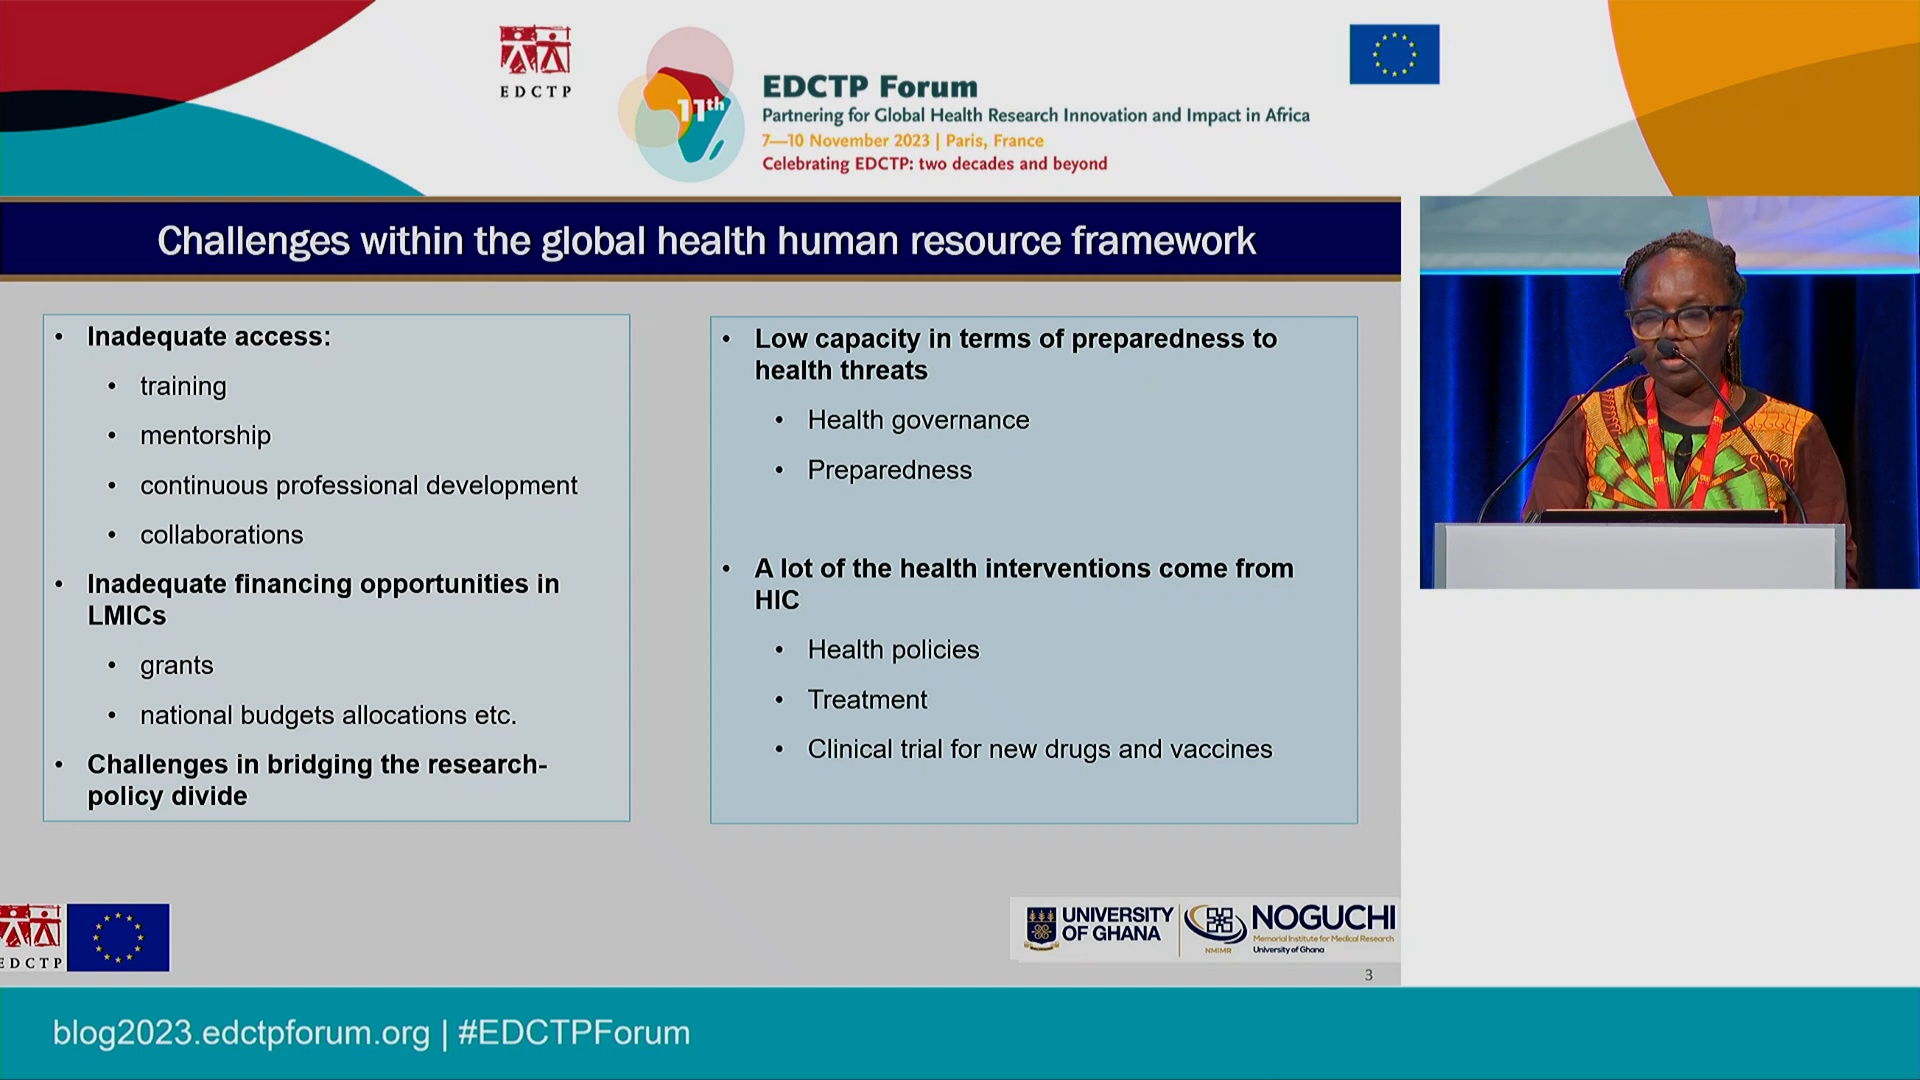 EDCTP
11th
EDCTP Forum
Partnering for Global Health Research Innovation and Impact in Africa
7—10 November 2023 | Paris, France
Celebrating EDCTP: two decades and beyond
Challenges within the global health human resource framework
• Inadequate access:
• training
• mentorship
• continuous professional development
• collaborations
• Inadequate financing opportunities in
LMICs
• grants
• national budgets allocations etc.
• Challenges in bridging the research-
policy divide
• Low capacity in terms of preparedness to
health threats
• Health governance
• Preparedness
• A lot of the health interventions come from
HIC
• Health policies
• Treatment
• Clinical trial for new drugs and vaccines
EDCTP
UNIVERSITY
OF GHANA
NMIMR
NOGUCHI
Memorial Institute for Medical Research
University of Ghana
3
blog2023.edctpforum.org | #EDCTPForum